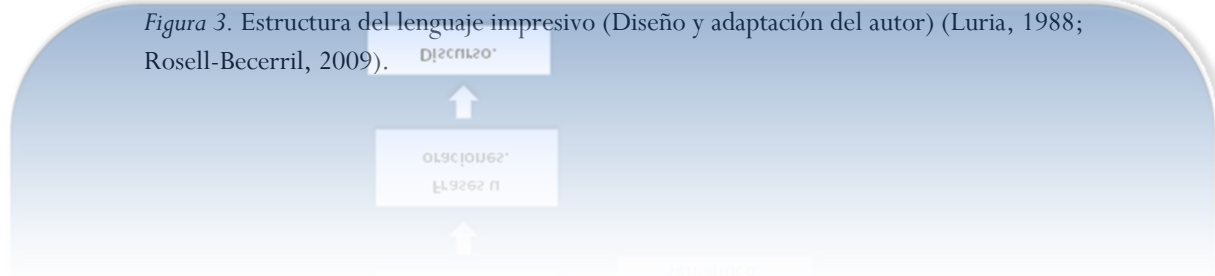 Figura 3. Estructura del lenguaje impresivo (Diseño y adaptación del autor) (Luria, 1988;
Rosell-Becerril, 2009).
Discurso.
oraciones.
Frases u